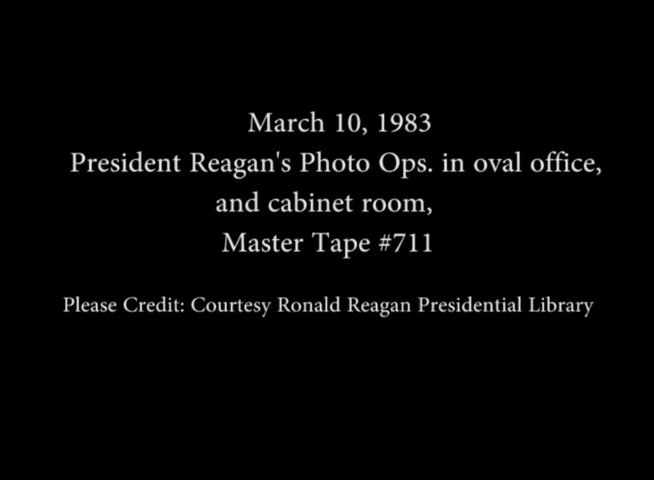 March 10, 1983
President Reagan's Photo Ops. in oval office,
and cabinet room,
Master Tape #711
Please Credit: Courtesy Ronald Reagan Presidential Library